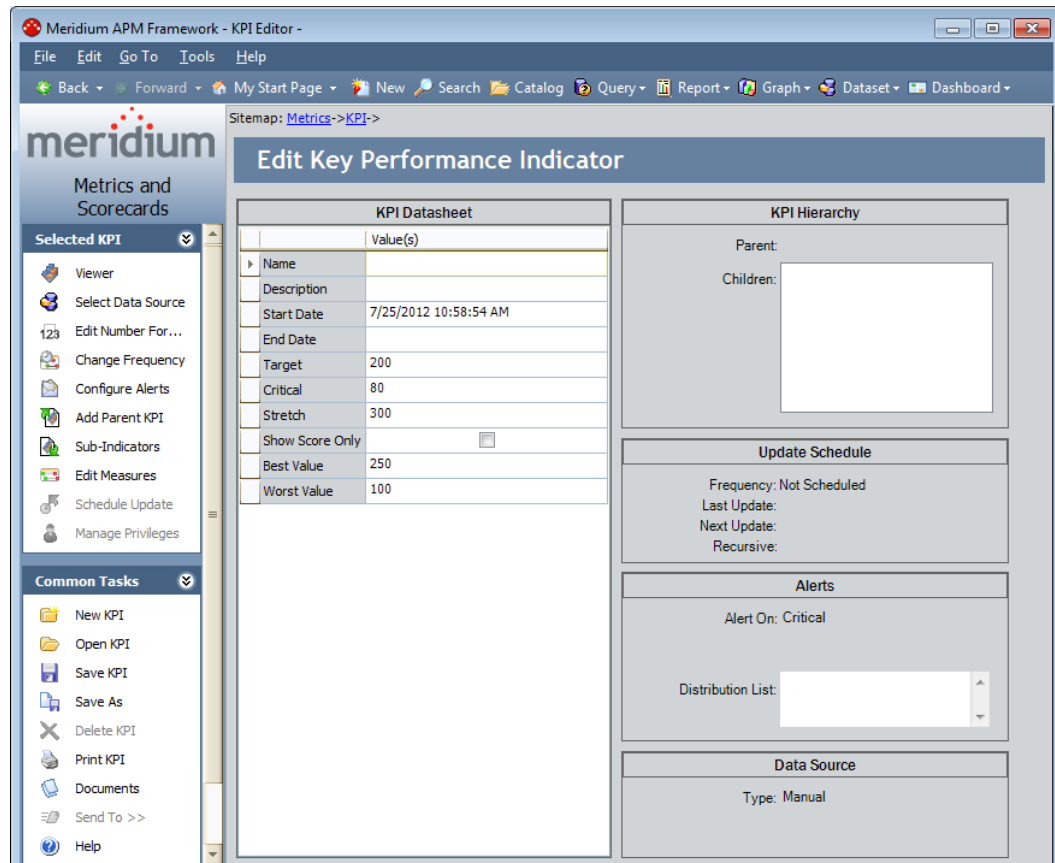 Meridium APM Framework - KPI Editor -
File Edit Go To Tools Help
Back Forward My Start Page New Search Catalog Query Report Graph Dataset Dashboard
meridium
Metrics and
Scorecards
Selected KPI
Viewer
Select Data Source
123 Edit Number For...
Change Frequency
Configure Alerts
Add Parent KPI
Sub-Indicators
Edit Measures
Schedule Update
Manage Privileges
Common Tasks
New KPI
Open KPI
Save KPI
Save As
Delete KPI
Print KPI
Documents
Send To >>
Help
Sitemap: Metrics->KPI->
Edit Key Performance Indicator
KPI Datasheet
Value(s)
Name
Description
Start Date 7/25/2012 10:58:54 AM
End Date
Target 200
Critical 80
Stretch 300
Show Score Only
Best Value 250
Worst Value 100
KPI Hierarchy
Parent:
Children:
Update Schedule
Frequency: Not Scheduled
Last Update:
Next Update:
Recursive:
Alerts
Alert On: Critical
Distribution List:
Data Source
Type: Manual